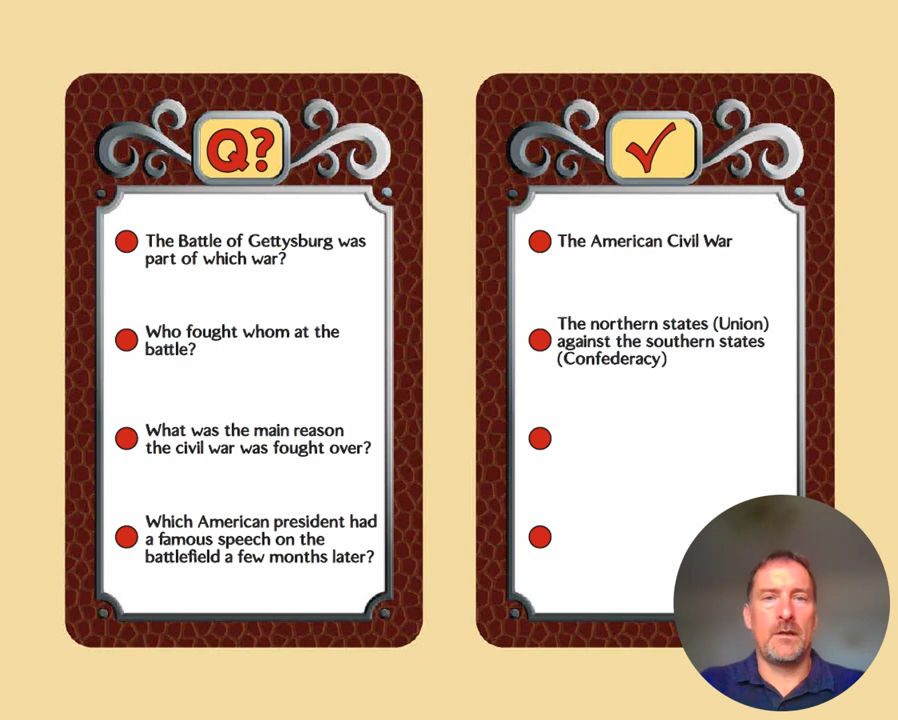 Q?
The Battle of Gettysburg was
part of which war?
Who fought whom at the
battle?
What was the main reason
the civil war was fought over?
Which American president had
a famous speech on the
battlefield a few months later?
The American Civil War
The northern states (Union)
against the southern states
(Confederacy)